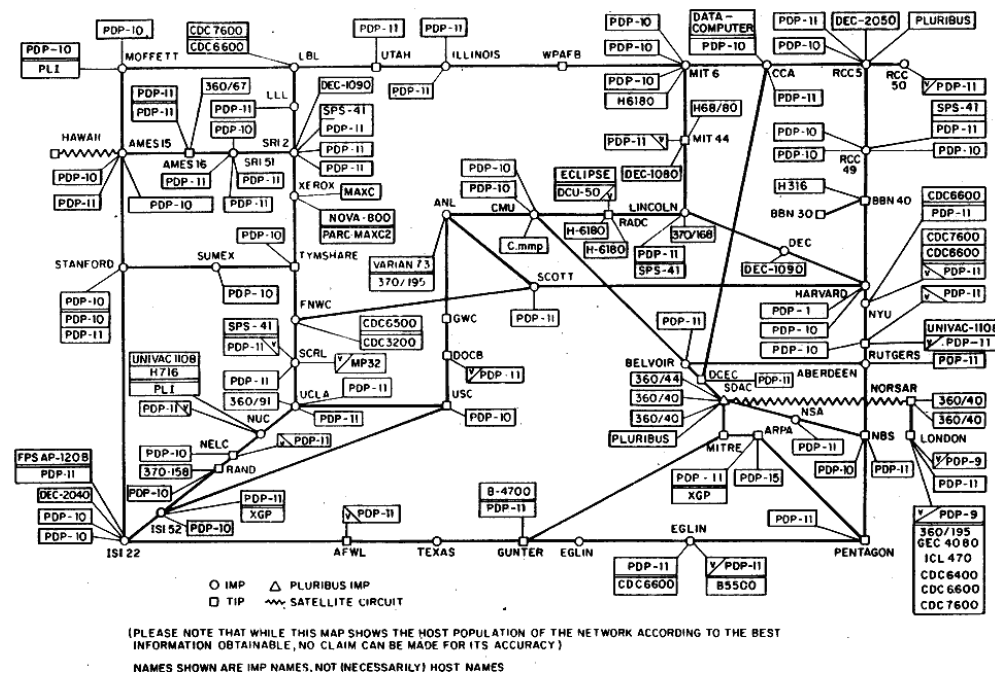 PDP-10
CDC7600
CDC6600
PDP-11
PDP-11
PDP-10
PDP-10
DATA-
COMPUTER
PDP-10
PDP-11
PDP-10
DEC-2050
PLURIBUS
PDP-10
PLI
MOFFETT
LBL
UTAH
ILLINOIS
WPAFB
MIT 6
CCA
RCC5
RCC
50
PDP-11
PDP-10
H6180
PDP-11
PDP-11
PDP-11
PDP-11
360/67
LLL
DEC-1090
SPS-41
PDP-11
PDP-11
PDP-11
H68/80
SPS-41
PDP-11
PDP-10
HAWAII
AMES15
PDP-10
SRI 2
AMES16
SRI 51
PDP-11
MIT 44
PDP-10
RCC
49
PDP-10
PDP-11
PDP-10
PDP-11
PDP-11
XEROX
MAXC
NOVA-800
PARC-MAXC2
PDP-10
PDP-10
ECLIPSE
DCU-50
DEC-1080
H316
BBN 40
BBN 30
CDC6600
PDP-11
ANL
CMU
RADC
LINCOLN
H-6180
H-6180
370/168
PDP-11
SPS-41
C.mmp
DEC
DEC-1090
CDC7600
CDC6600
PDP-11
PDP-11
PDP-10
STANFORD
SUMEX
TYMSHARE
PDP-10
VARIAN 73
370/195
SCOTT
PDP-11
HARVARD
NYU
PDP-1
PDP-10
PDP-10
PDP-10
PDP-10
PDP-11
FNWC
CDC6500
CDC3200
GWC
SPS-41
PDP-11
SCRL
MP32
DOCB
PDP-11
PDP-11
BELVOIR
UNIVAC-1108
PDP-11
RUTGERS
PDP-11
ABERDEEN
UNIVAC 1108
H716
PLI
PDP-11
360/91
UCLA
PDP-11
PDP-11
USC
PDP-10
DCEC
PDP-11
SDAC
360/44
360/40
360/40
PLURIBUS
NORSAR
360/40
360/40
PDP-11
NUC
NSA
PDP-11
NBS
PDP-10
PDP-11
LONDON
PDP-9
PDP-11
NELC
PDP-11
PDP-10
370-158
RAND
MITRE
ARPA
PDP-11
XGP
PDP-15
FPS AP-120B
PDP-11
DEC-2040
PDP-10
PDP-10
PDP-10
PDP-11
XGP
ISI 52
PDP-10
ISI 22
PDP-11
AFWL
TEXAS
B-4700
PDP-11
GUNTER
EGLIN
EGLIN
PDP-11
CDC6600
PDP-11
B5500
PDP-11
PENTAGON
PDP-9
360/195
GEC 4080
ICL 470
CDC6400
CDC6600
CDC7600
IMP
PLURIBUS IMP
TIP
SATELLITE CIRCUIT
(PLEASE NOTE THAT WHILE THIS MAP SHOWS THE HOST POPULATION OF THE NETWORK ACCORDING TO THE BEST
INFORMATION OBTAINABLE, NO CLAIM CAN BE MADE FOR ITS ACCURACY)
NAMES SHOWN ARE IMP NAMES, NOT (NECESSARILY) HOST NAMES